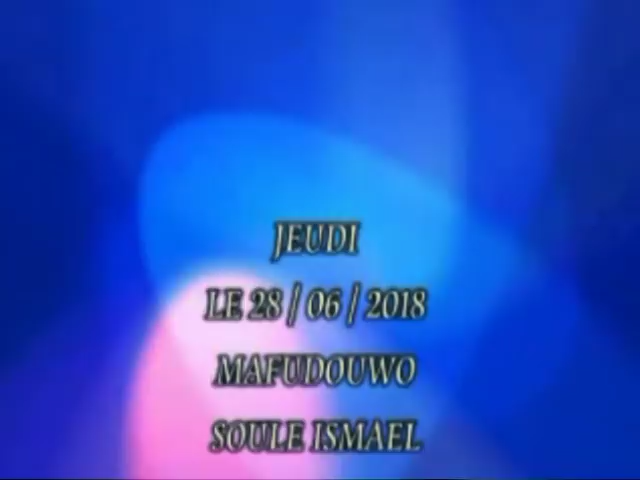 JEUDI
LE 28 / 06 / 2018
MAFUDOUWO
SOULE ISMAEL